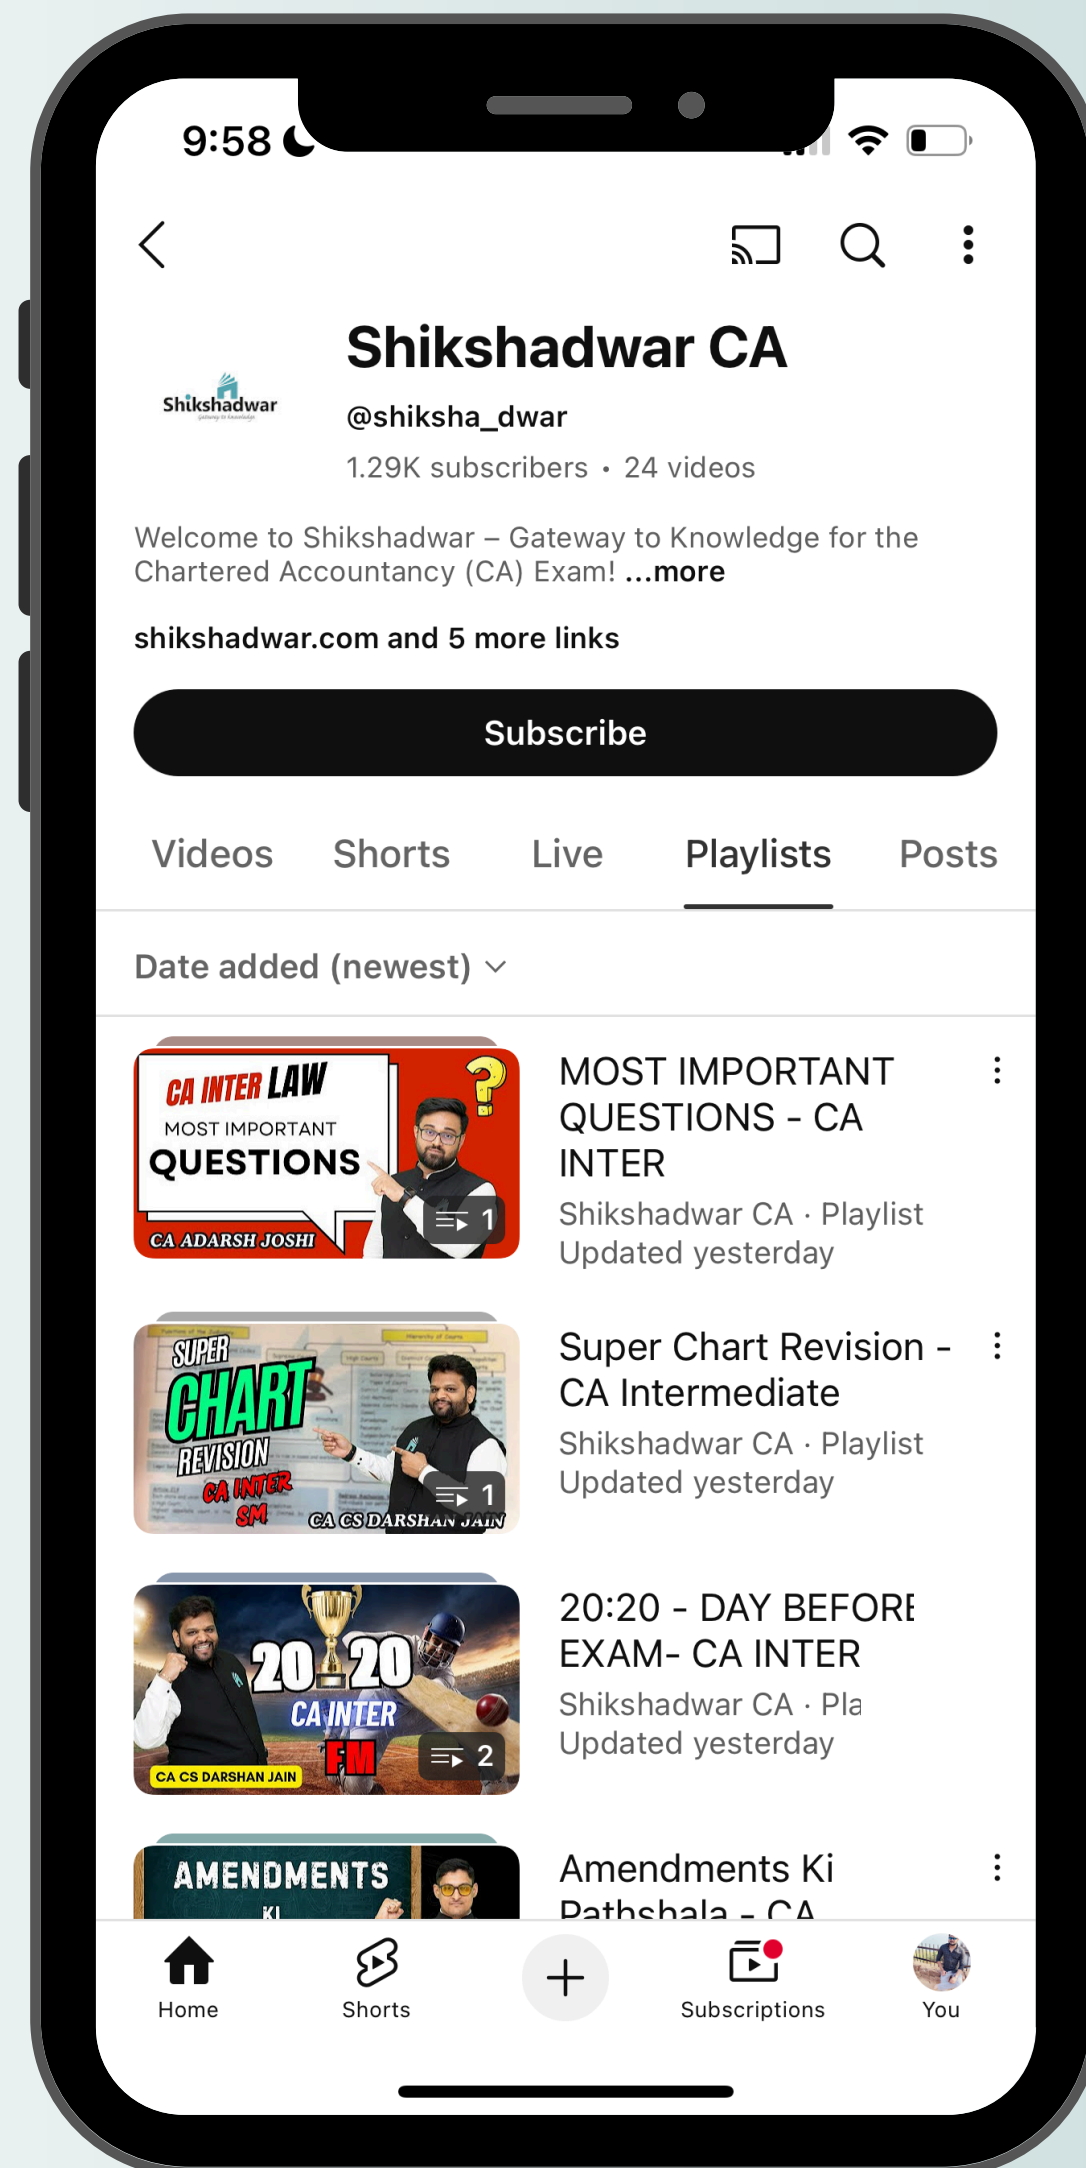 9:58
Shikshadwar
Shikshadwar CA
@shiksha_dwar
1.29K subscribers • 24 videos
Welcome to Shikshadwar – Gateway to Knowledge for the
Chartered Accountancy (CA) Exam! ...more
shikshadwar.com and 5 more links
Subscribe
Videos Shorts Live Playlists Posts
Date added (newest)
CA INTER LAW
MOST IMPORTANT
QUESTIONS
CA ADARSH JOSHI
1
MOST IMPORTANT
QUESTIONS - CA
INTER
Shikshadwar CA · Playlist
Updated yesterday
SUPER
CHART
REVISION
CA INTER
SM
CA CS DARSHAN JAIN
1
Super Chart Revision -
CA Intermediate
Shikshadwar CA · Playlist
Updated yesterday
20 20
CA INTER
FM
CA CS DARSHAN JAIN
2
20:20 - DAY BEFORE
EXAM- CA INTER
Shikshadwar CA · Pla
Updated yesterday
AMENDMENTS
KI
Amendments Ki
Pathshala - CA
Home Shorts Subscriptions You